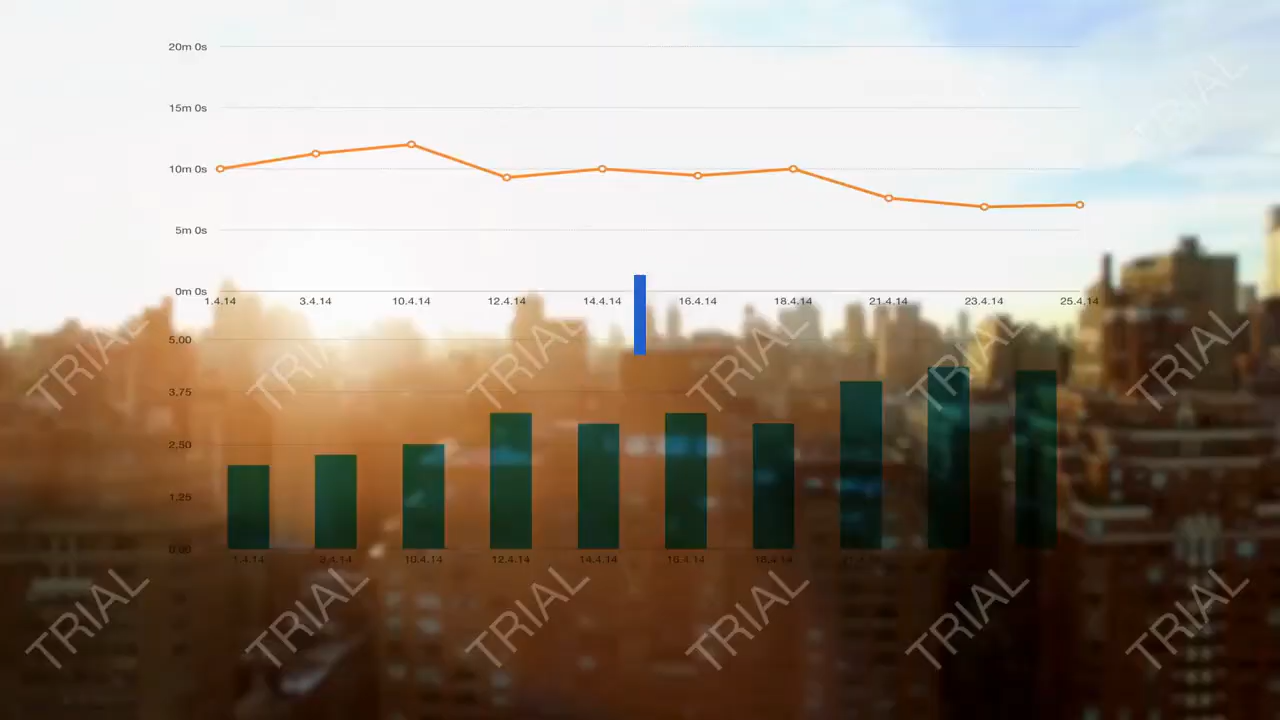 20m 0s
15m 0s
10m 0s
5m 0s
0m 0s
1.4.14 3.4.14 10.4.14 12.4.14 14.4.14 16.4.14 18.4.14 21.4.14 23.4.14 25.4.14
5.00
3.75
2.50
1.25
0.00
1.4.14 3.4.14 10.4.14 12.4.14 14.4.14 16.4.14 18.4.14 21.4.14
TRIAL
TRIAL TRIAL TRIAL TRIAL TRIAL TRIAL
TRIAL TRIAL TRIAL TRIAL TRIAL TRIAL